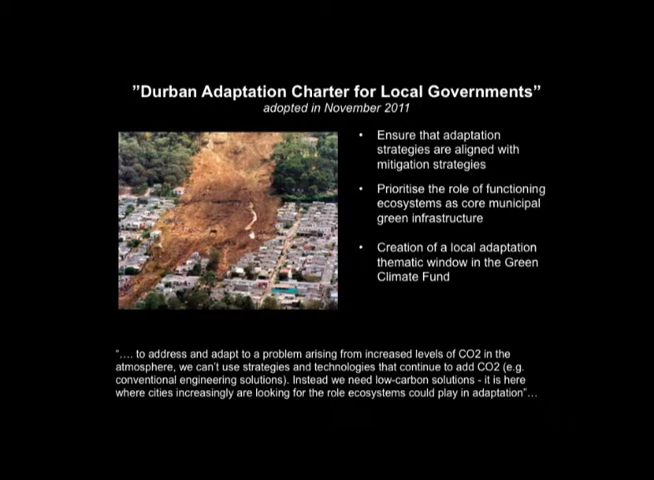 ”Durban Adaptation Charter for Local Governments”
adopted in November 2011
• Ensure that adaptation
strategies are aligned with
mitigation strategies
• Prioritise the role of functioning
ecosystems as core municipal
green infrastructure
• Creation of a local adaptation
thematic window in the Green
Climate Fund
“…. to address and adapt to a problem arising from increased levels of CO2 in the
atmosphere, we can’t use strategies and technologies that continue to add CO2 (e.g.
conventional engineering solutions). Instead we need low-carbon solutions - it is here
where cities increasingly are looking for the role ecosystems could play in adaptation”…